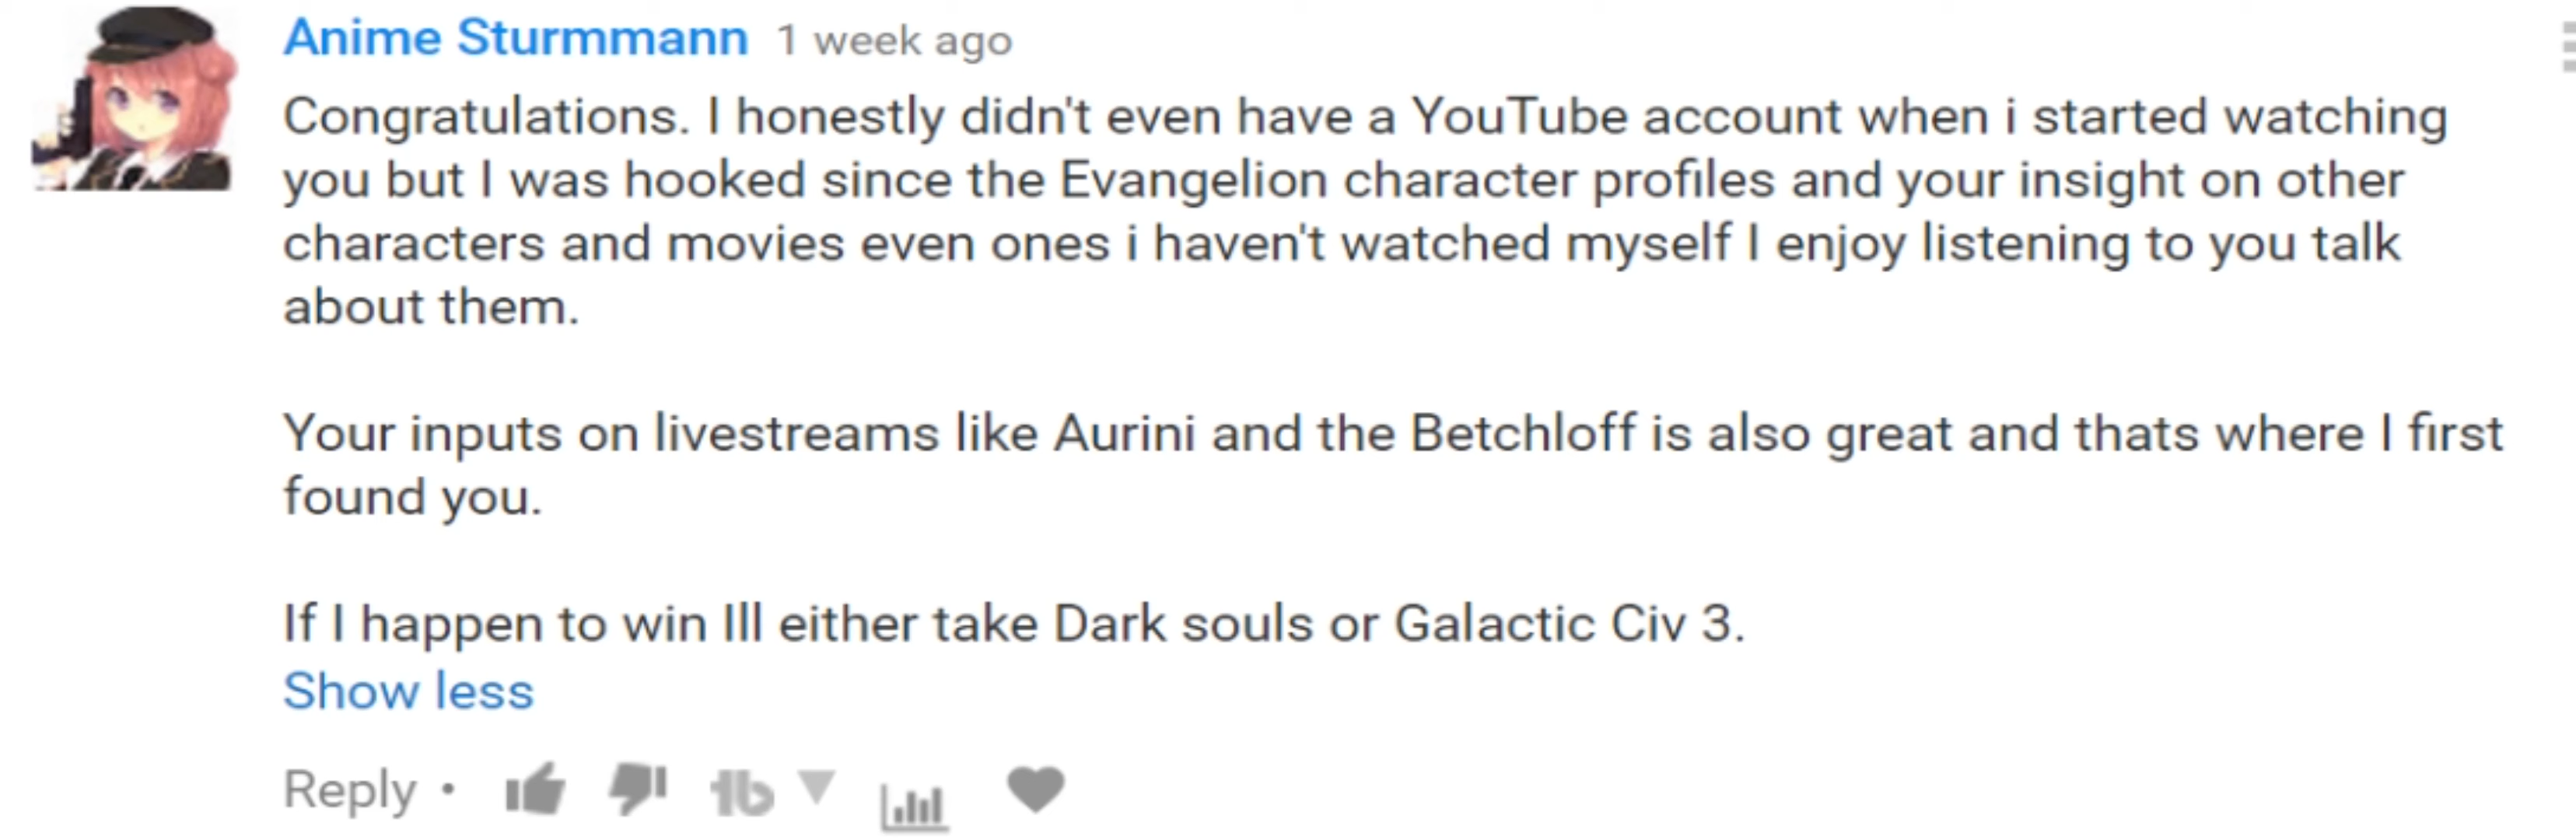 Anime Sturmmann 1 week ago
Congratulations. I honestly didn't even have a YouTube account when i started watching
you but I was hooked since the Evangelion character profiles and your insight on other
characters and movies even ones i haven't watched myself I enjoy listening to you talk
about them.
Your inputs on livestreams like Aurini and the Betchloff is also great and thats where I first
found you.
If I happen to win Ill either take Dark souls or Galactic Civ 3.
Show less
Reply •
tb